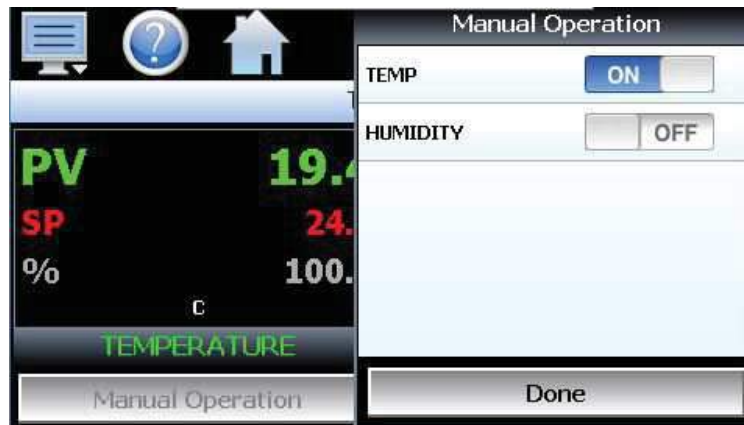 Manual Operation
TEMP ON
HUMIDITY OFF
PV 19.
SP 24.
% 100.
C
TEMPERATURE
Manual Operation
Done